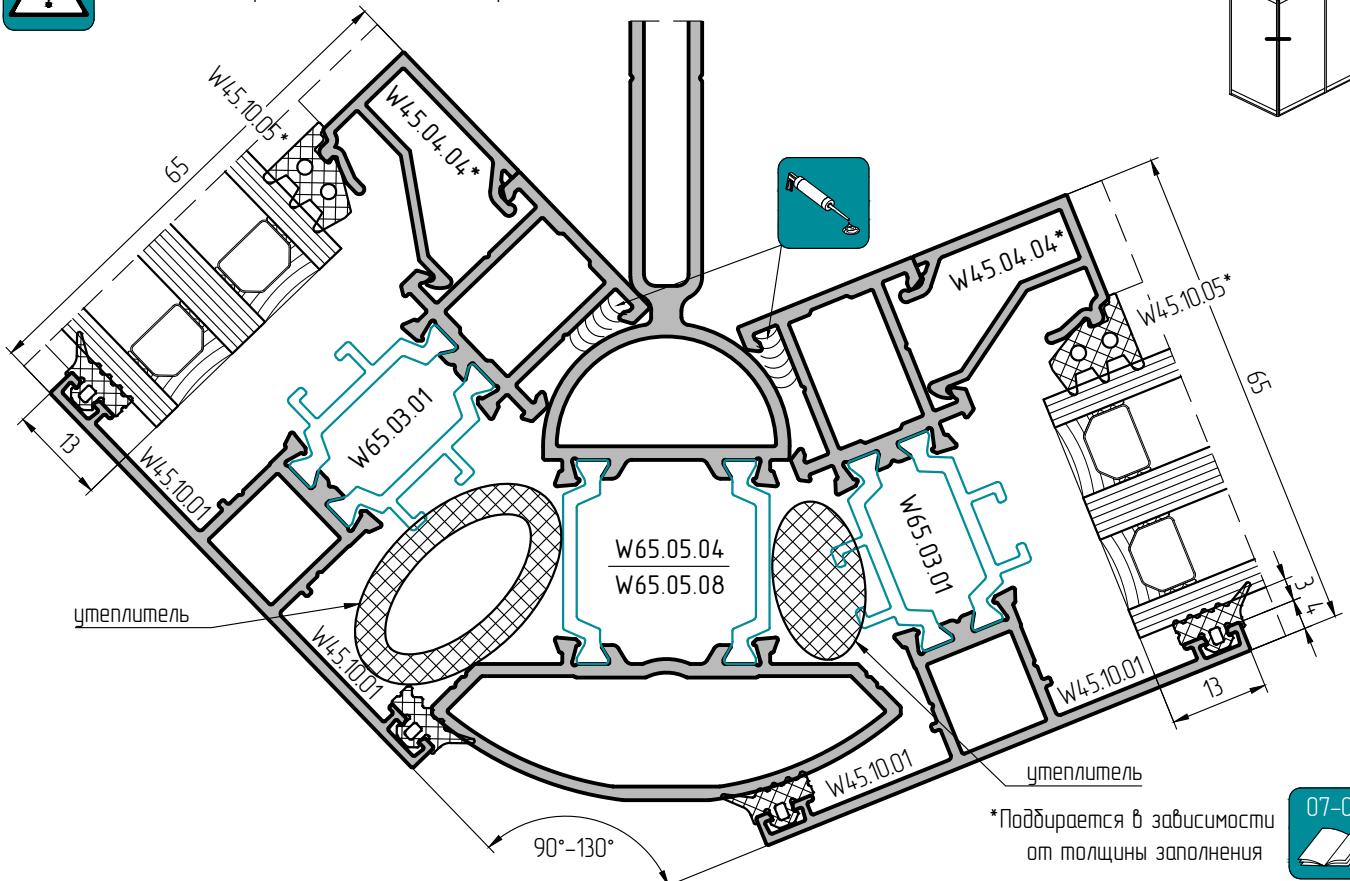 W45.10.05*
W45.04.04*
65
W45.04.04*
W45.10.05*
65
W65.03.01
13
W45.10.01
W65.05.04
W65.05.08
W65.03.01
3
4
утеплитель
W45.10.01
W45.10.01
13
W45.10.01
утеплитель
90°-130°
*Подбирается в зависимости
от толщины заполнения